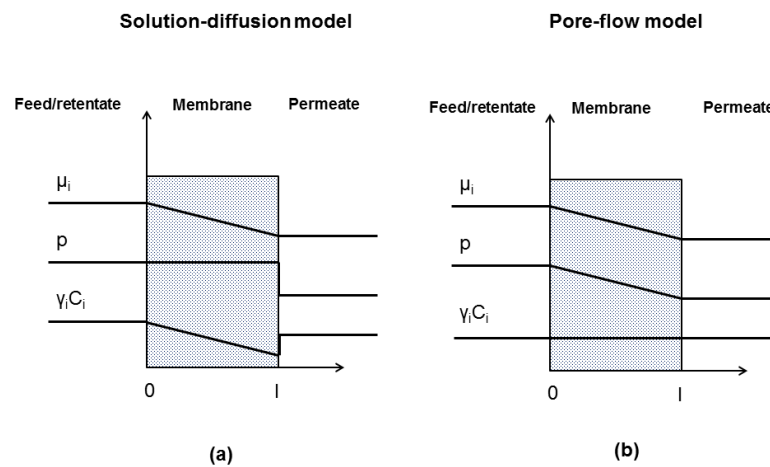 Solution-diffusion model
Feed/retentate Membrane Permeate
μi
p
γiCi
0 l
(a)
Pore-flow model
Feed/retentate Membrane Permeate
μi
p
γiCi
0 l
(b)